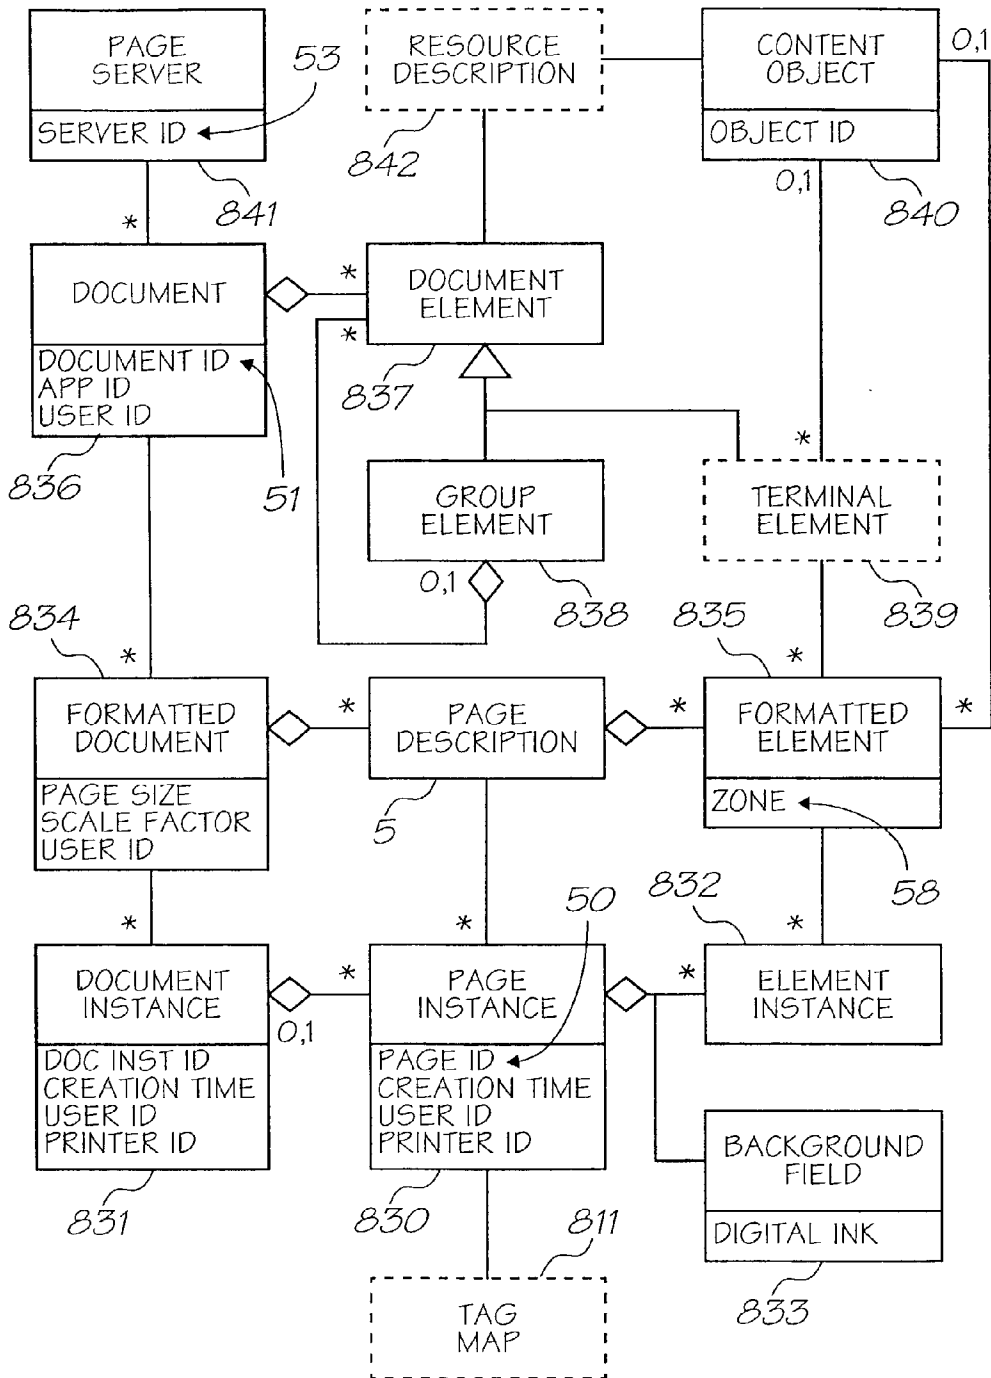 PAGE
SERVER
53
SERVER ID
841
RESOURCE
DESCRIPTION
842
CONTENT
OBJECT
0,1
OBJECT ID
0,1
840
*
DOCUMENT
DOCUMENT ID
APP ID
USER ID
836
51
*
*
DOCUMENT
ELEMENT
837
GROUP
ELEMENT
0,1
838
*
TERMINAL
ELEMENT
839
834
*
FORMATTED
DOCUMENT
PAGE SIZE
SCALE FACTOR
USER ID
*
PAGE
DESCRIPTION
5
835
*
*
*
FORMATTED
ELEMENT
ZONE
58
*
DOCUMENT
INSTANCE
0,1
DOC INST ID
CREATION TIME
USER ID
PRINTER ID
831
50
*
*
PAGE
INSTANCE
PAGE ID
CREATION TIME
USER ID
PRINTER ID
830
832
*
*
ELEMENT
INSTANCE
BACKGROUND
FIELD
DIGITAL INK
833
811
TAG
MAP